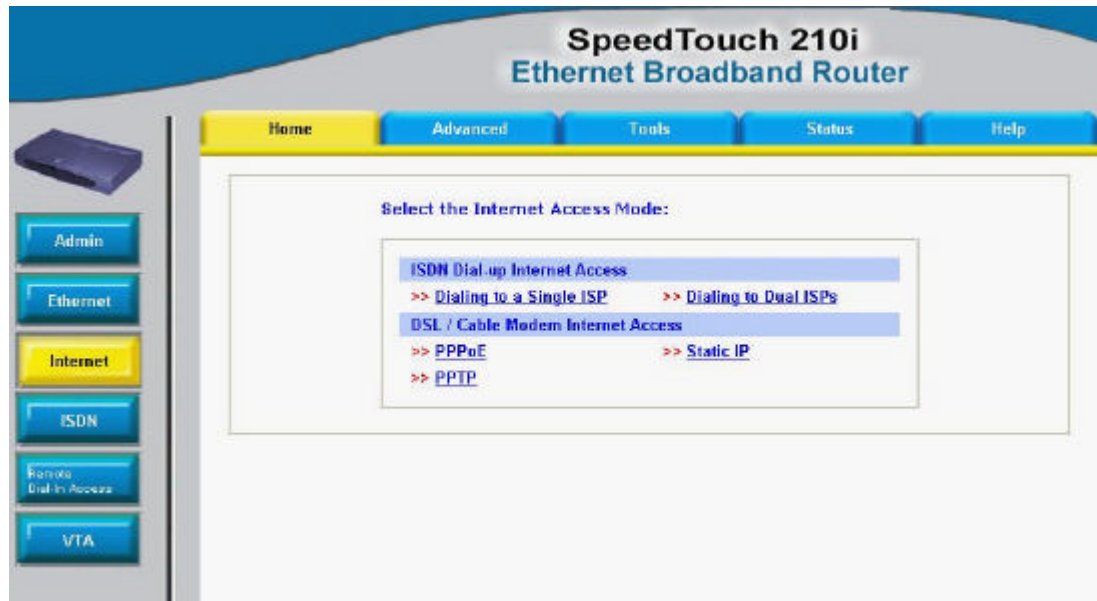 SpeedTouch 210i
Ethernet Broadband Router
Home Advanced Tools Status Help
Select the Internet Access Mode:
Admin
ISDN Dial-up Internet Access
Ethernet
>> Dialing to a Single ISP >> Dialing to Dual ISPs
DSL / Cable Modem Internet Access
Internet
>> PPPoE >> Static IP
>> PPTP
ISDN
Remote
Dial-In Access
VTA